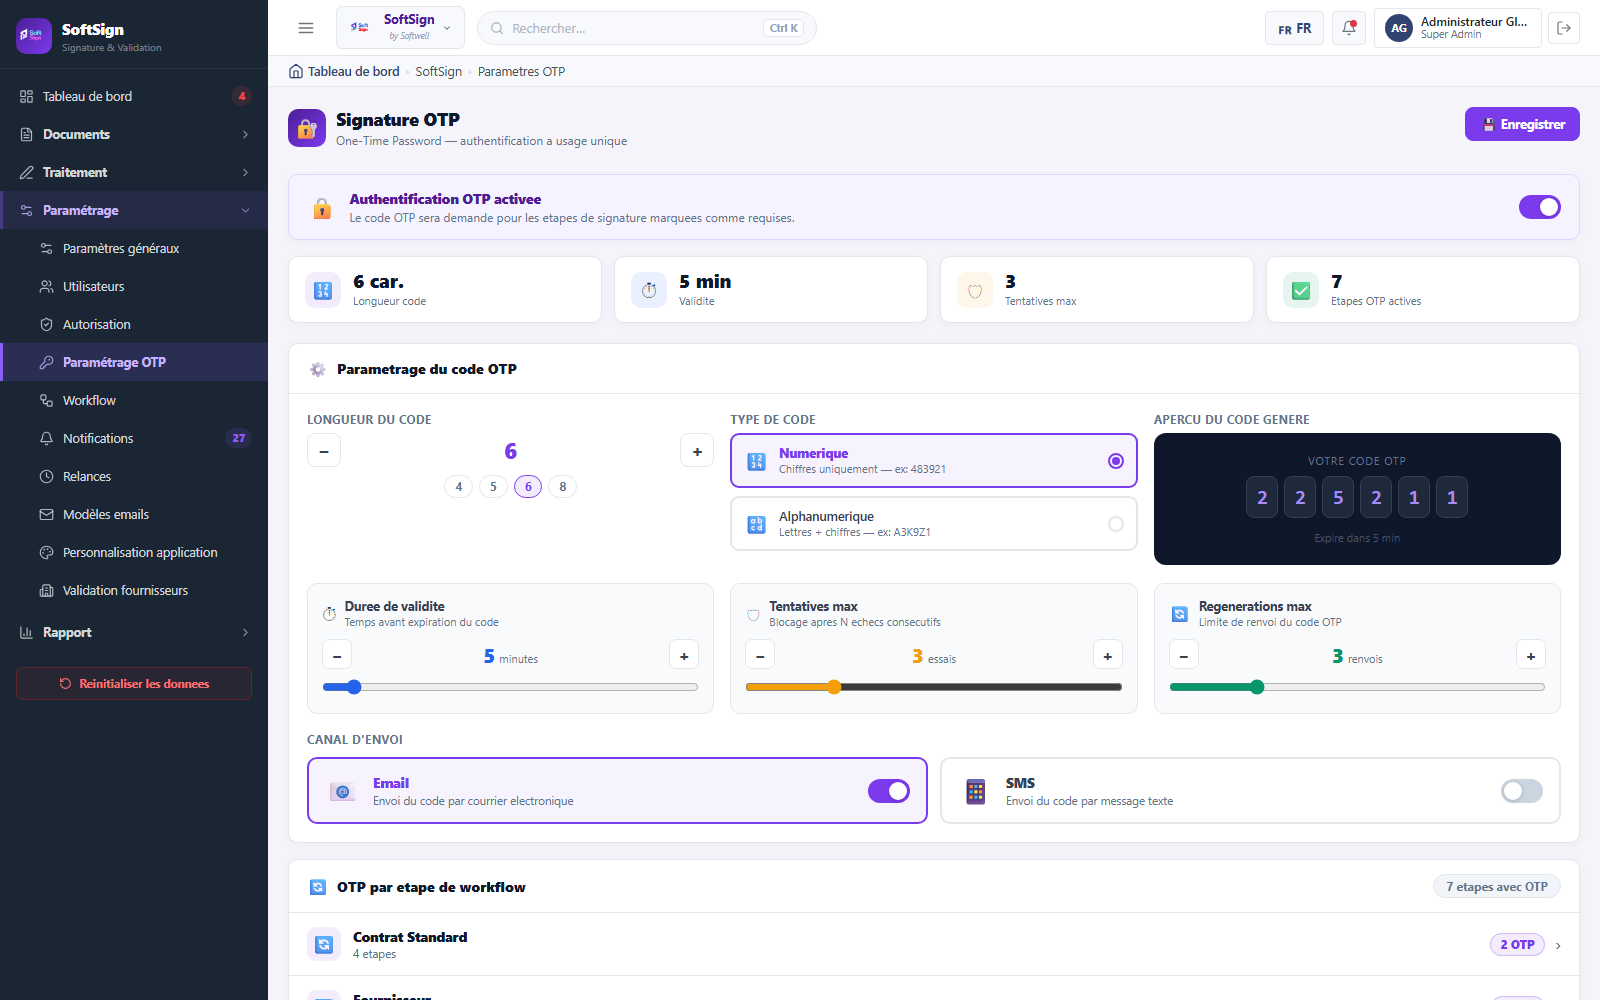 SoftSign
Signature & Validation
Tableau de bord
4
Documents
Traitement
Paramétrage
Paramètres généraux
Utilisateurs
Autorisation
Paramétrage OTP
Workflow
Notifications
27
Relances
Modèles emails
Personnalisation application
Validation fournisseurs
Rapport
Reinitialiser les donnees
SoftSign
by Softwell
Rechercher...
Ctrl K
FR FR
AG
Administrateur Gl...
Super Admin
Tableau de bord › SoftSign › Parametres OTP
Signature OTP
One-Time Password — authentification a usage unique
Enregistrer
Authentification OTP activee
Le code OTP sera demande pour les etapes de signature marquees comme requises.
6 car.
Longueur code
5 min
Validite
3
Tentatives max
7
Etapes OTP actives
Parametrage du code OTP
LONGUEUR DU CODE
− 6 +
4 5 6 8
TYPE DE CODE
Numerique
Chiffres uniquement — ex: 483921
Alphanumerique
Lettres + chiffres — ex: A3K9Z1
APERCU DU CODE GENERE
VOTRE CODE OTP
2 2 5 2 1 1
Expire dans 5 min
Duree de validite
Temps avant expiration du code
− 5 minutes +
Tentatives max
Blocage apres N echecs consecutifs
− 3 essais +
Regenerations max
Limite de renvoi du code OTP
− 3 renvois +
CANAL D'ENVOI
Email
Envoi du code par courrier electronique
SMS
Envoi du code par message texte
OTP par etape de workflow
7 etapes avec OTP
Contrat Standard
4 etapes
2 OTP
Fournisseur